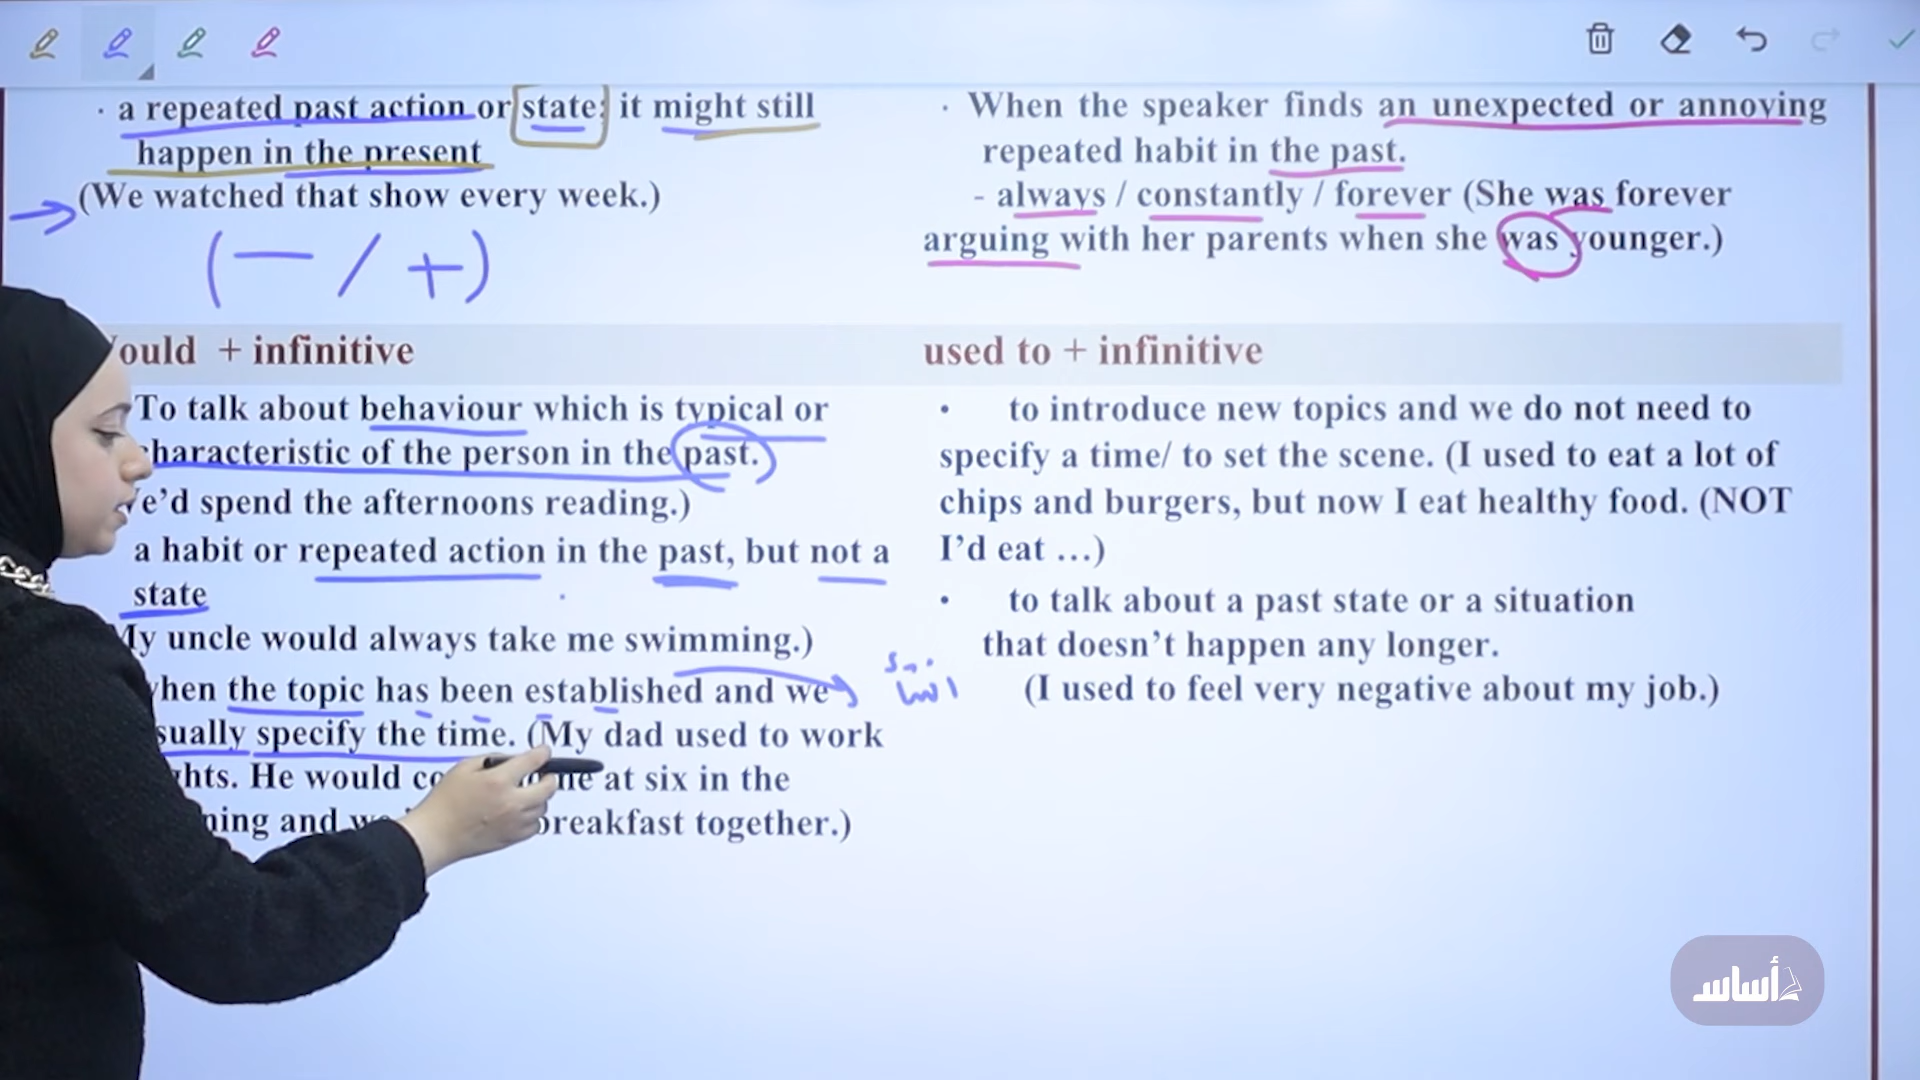 · a repeated past action or state; it might still
happen in the present
(We watched that show every week.)
(− / +)
· When the speaker finds an unexpected or annoying
repeated habit in the past.
- always / constantly / forever (She was forever
arguing with her parents when she was younger.)
ould + infinitive
To talk about behaviour which is typical or
characteristic of the person in the past.
e’d spend the afternoons reading.)
a habit or repeated action in the past, but not a
state
My uncle would always take me swimming.)
hen the topic has been established and we
sually specify the time. (My dad used to work
hts. He would at six in the
ning and breakfast together.)
used to + infinitive
• to introduce new topics and we do not need to
specify a time/ to set the scene. (I used to eat a lot of
chips and burgers, but now I eat healthy food. (NOT
I’d eat …)
• to talk about a past state or a situation
that doesn’t happen any longer.
(I used to feel very negative about my job.)
أساس